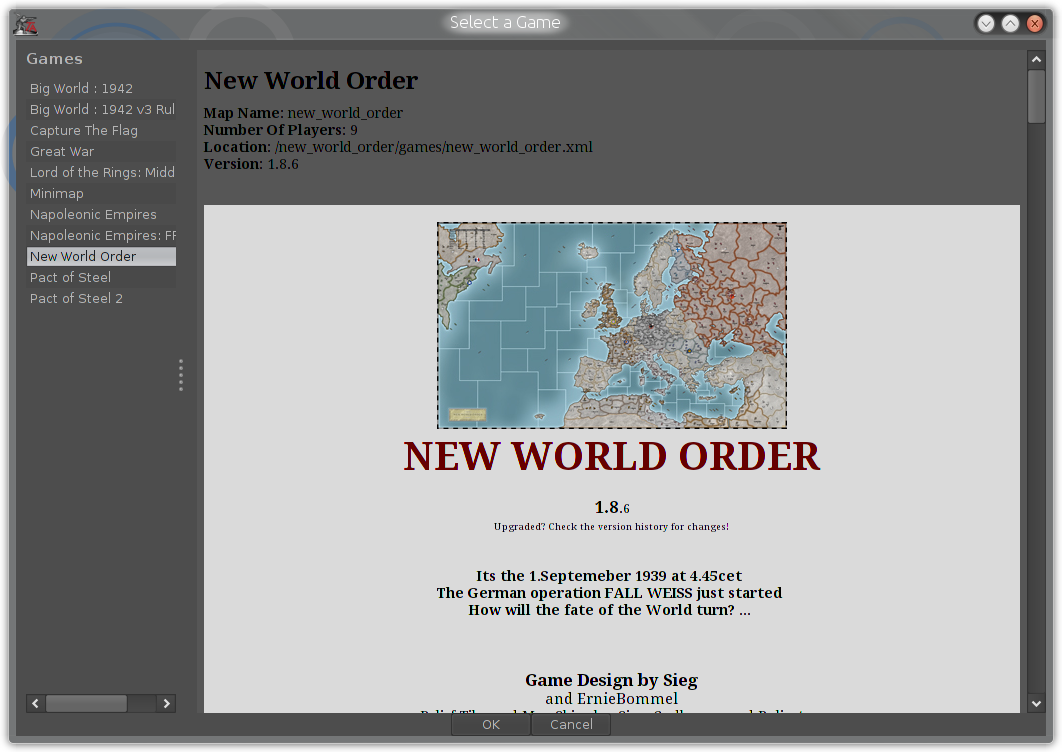 Select a Game
Games
Big World : 1942
Big World : 1942 v3 Rul
Capture The Flag
Great War
Lord of the Rings: Midd
Minimap
Napoleonic Empires
Napoleonic Empires: FF
New World Order
Pact of Steel
Pact of Steel 2
New World Order
Map Name: new_world_order
Number Of Players: 9
Location: /new_world_order/games/new_world_order.xml
Version: 1.8.6
NEW WORLD ORDER
1.8.6
Upgraded? Check the version history for changes!
Its the 1.Septemeber 1939 at 4.45cet
The German operation FALL WEISS just started
How will the fate of the World turn? ...
Game Design by Sieg
and ErnieBommel
OK
Cancel